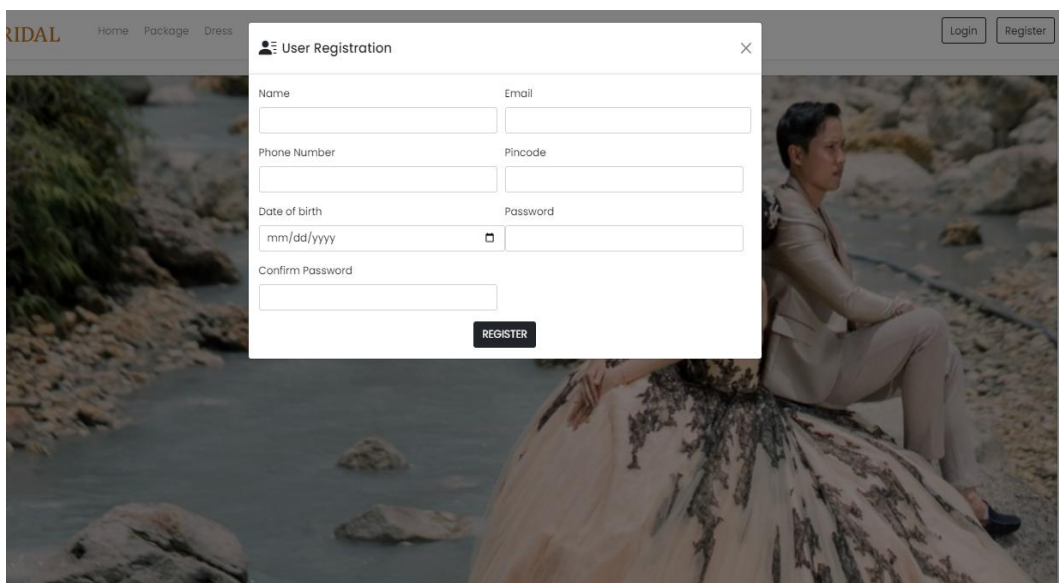 RIDAL Home Package Dress Login Register
User Registration
Name Email
Phone Number Pincode
Date of birth Password
mm/dd/yyyy
Confirm Password
REGISTER